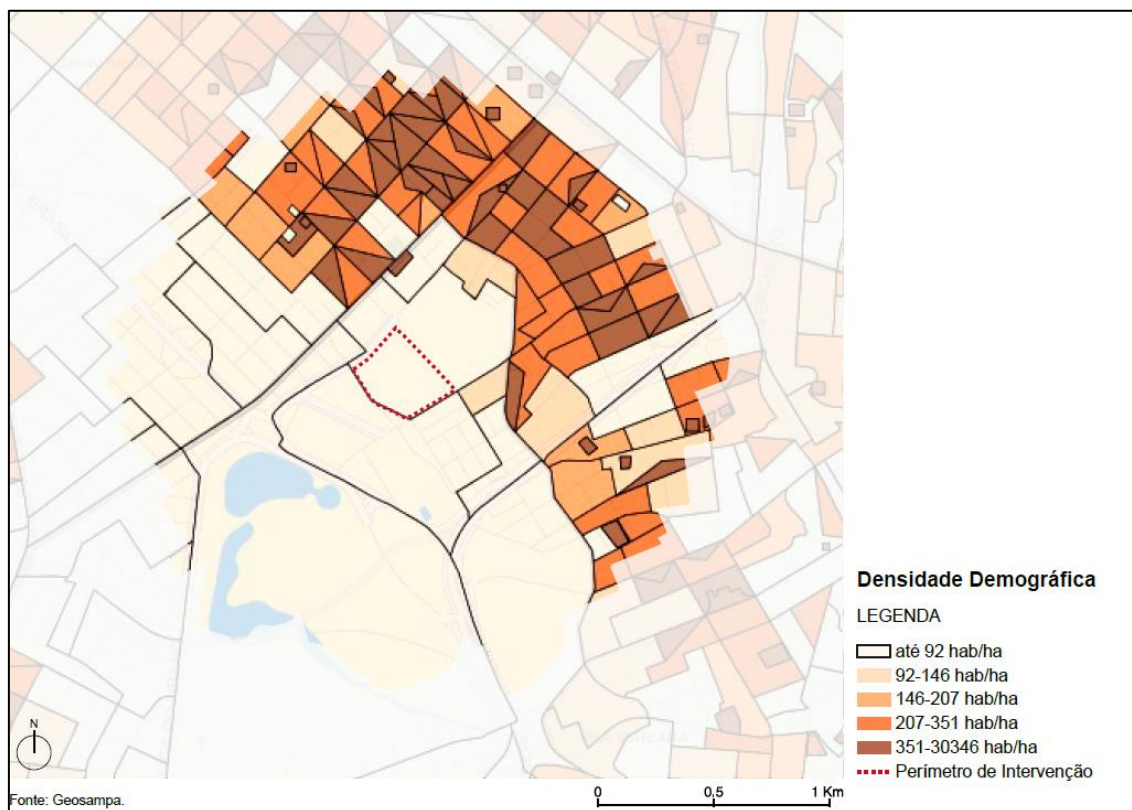 Densidade Demográfica
LEGENDA
até 92 hab/ha
92-146 hab/ha
146-207 hab/ha
207-351 hab/ha
351-30346 hab/ha
Perímetro de Intervenção
N
Fonte: Geosampa.
0 0,5 1 Km